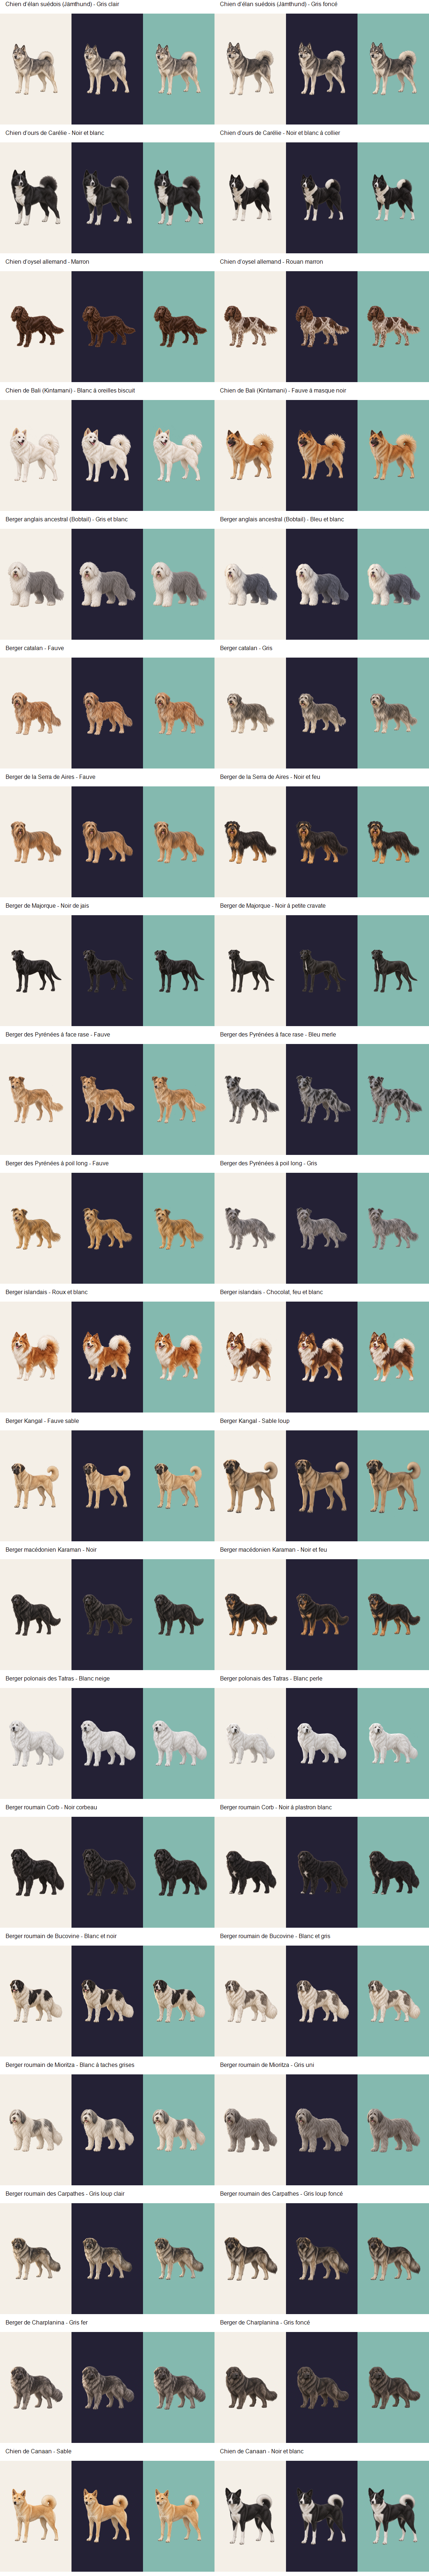 Chien d'élan suédois (Jämthund) - Gris clair
Chien d'élan suédois (Jämthund) - Gris foncé
Chien d'ours de Carélie - Noir et blanc
Chien d'ours de Carélie - Noir et blanc à collier
Chien d'oysel allemand - Marron
Chien d'oysel allemand - Rouan marron
Chien de Bali (Kintamani) - Blanc à oreilles biscuit
Chien de Bali (Kintamani) - Fauve à masque noir
Berger anglais ancestral (Bobtail) - Gris et blanc
Berger anglais ancestral (Bobtail) - Bleu et blanc
Berger catalan - Fauve
Berger catalan - Gris
Berger de la Serra de Aires - Fauve
Berger de la Serra de Aires - Noir et feu
Berger de Majorque - Noir de jais
Berger de Majorque - Noir à petite cravate
Berger des Pyrénées à face rase - Fauve
Berger des Pyrénées à face rase - Bleu merle
Berger des Pyrénées à poil long - Fauve
Berger des Pyrénées à poil long - Gris
Berger islandais - Roux et blanc
Berger islandais - Chocolat, feu et blanc
Berger Kangal - Fauve sable
Berger Kangal - Sable loup
Berger macédonien Karaman - Noir
Berger macédonien Karaman - Noir et feu
Berger polonais des Tatras - Blanc neige
Berger polonais des Tatras - Blanc perle
Berger roumain Corb - Noir corbeau
Berger roumain Corb - Noir à plastron blanc
Berger roumain de Bucovine - Blanc et noir
Berger roumain de Bucovine - Blanc et gris
Berger roumain de Mioritza - Blanc à taches grises
Berger roumain de Mioritza - Gris uni
Berger roumain des Carpathes - Gris loup clair
Berger roumain des Carpathes - Gris loup foncé
Berger de Charplanina - Gris fer
Berger de Charplanina - Gris foncé
Chien de Canaan - Sable
Chien de Canaan - Noir et blanc